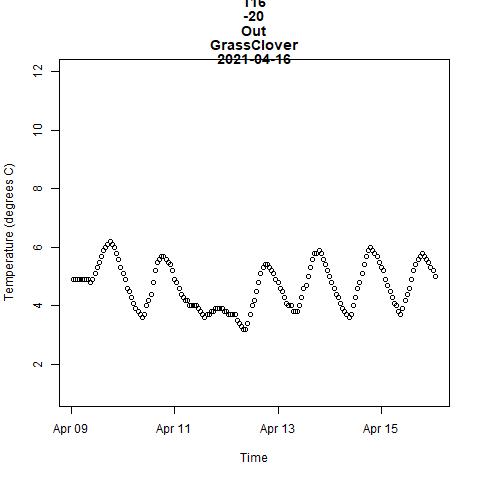 T16
-20
Out
GrassClover
2021-04-16
Temperature (degrees C)
12
10
8
6
4
2
Apr 09 Apr 11 Apr 13 Apr 15
Time